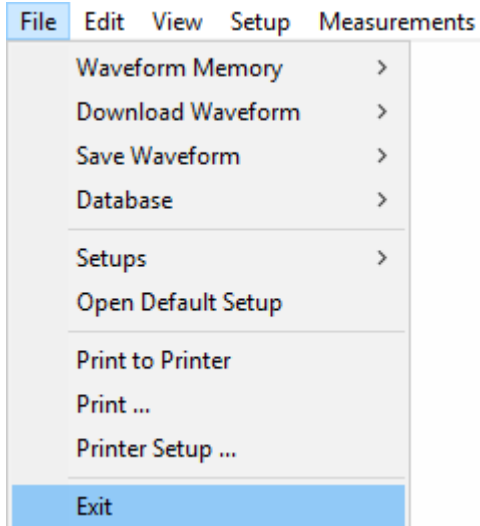 File Edit View Setup Measurements
Waveform Memory
Download Waveform
Save Waveform
Database
Setups
Open Default Setup
Print to Printer
Print ...
Printer Setup ...
Exit